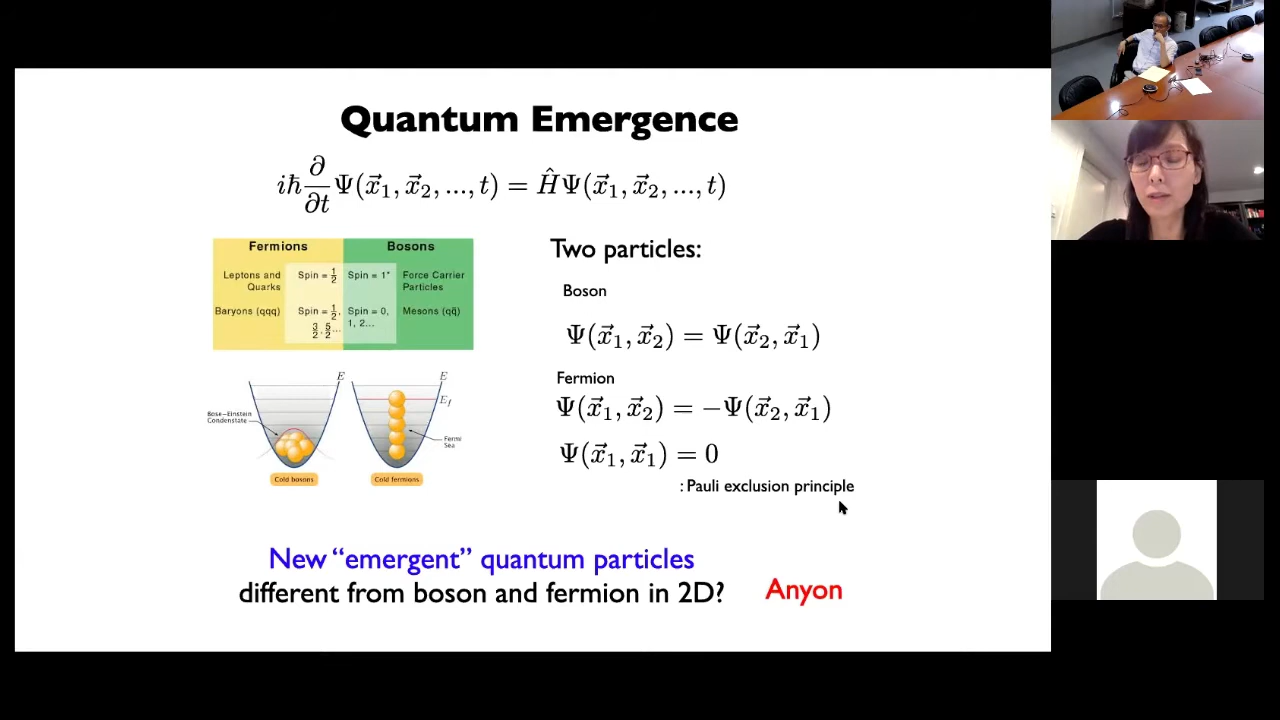 Quantum Emergence
iħ ∂/∂t Ψ(x⃗₁, x⃗₂, ..., t) = ĤΨ(x⃗₁, x⃗₂, ..., t)
Fermions Bosons
Leptons and Quarks Spin = 1/2 Spin = 1* Force Carrier Particles
Baryons (qqq) Spin = 1/2, 3/2, 5/2... Spin = 0, 1, 2... Mesons (qq̄)
E
E
E_f
Bose–Einstein
Condenstate
Fermi
Sea
Cold bosons
Cold fermions
Two particles:
Boson
Ψ(x⃗₁, x⃗₂) = Ψ(x⃗₂, x⃗₁)
Fermion
Ψ(x⃗₁, x⃗₂) = −Ψ(x⃗₂, x⃗₁)
Ψ(x⃗₁, x⃗₁) = 0
: Pauli exclusion principle
New “emergent” quantum particles
different from boson and fermion in 2D? Anyon